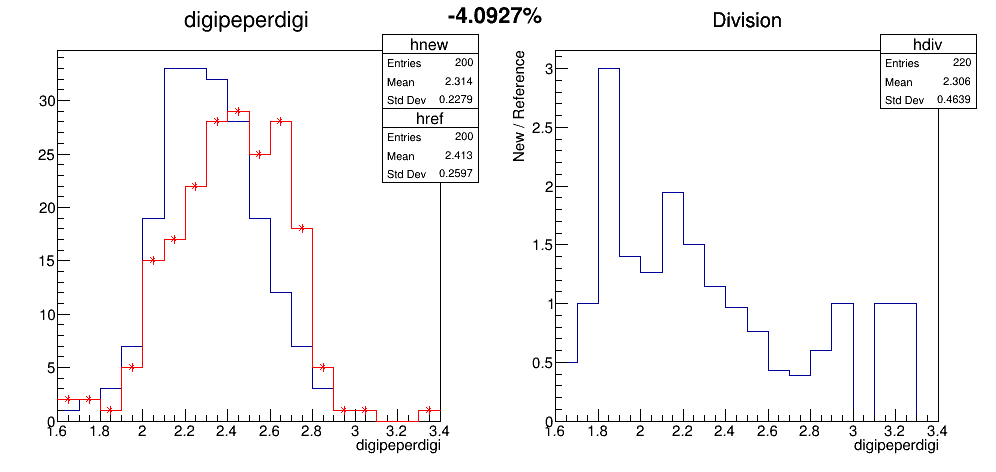 -4.0927%
digipeperdigi
hnew
Entries 200
Mean 2.314
Std Dev 0.2279
href
Entries 200
Mean 2.413
Std Dev 0.2597
30
25
20
15
10
5
0
1.6 1.8 2 2.2 2.4 2.6 2.8 3 3.2 3.4
digipeperdigi
Division
hdiv
Entries 220
Mean 2.306
Std Dev 0.4639
New / Reference
3
2.5
2
1.5
1
0.5
0
1.6 1.8 2 2.2 2.4 2.6 2.8 3 3.2 3.4
digipeperdigi